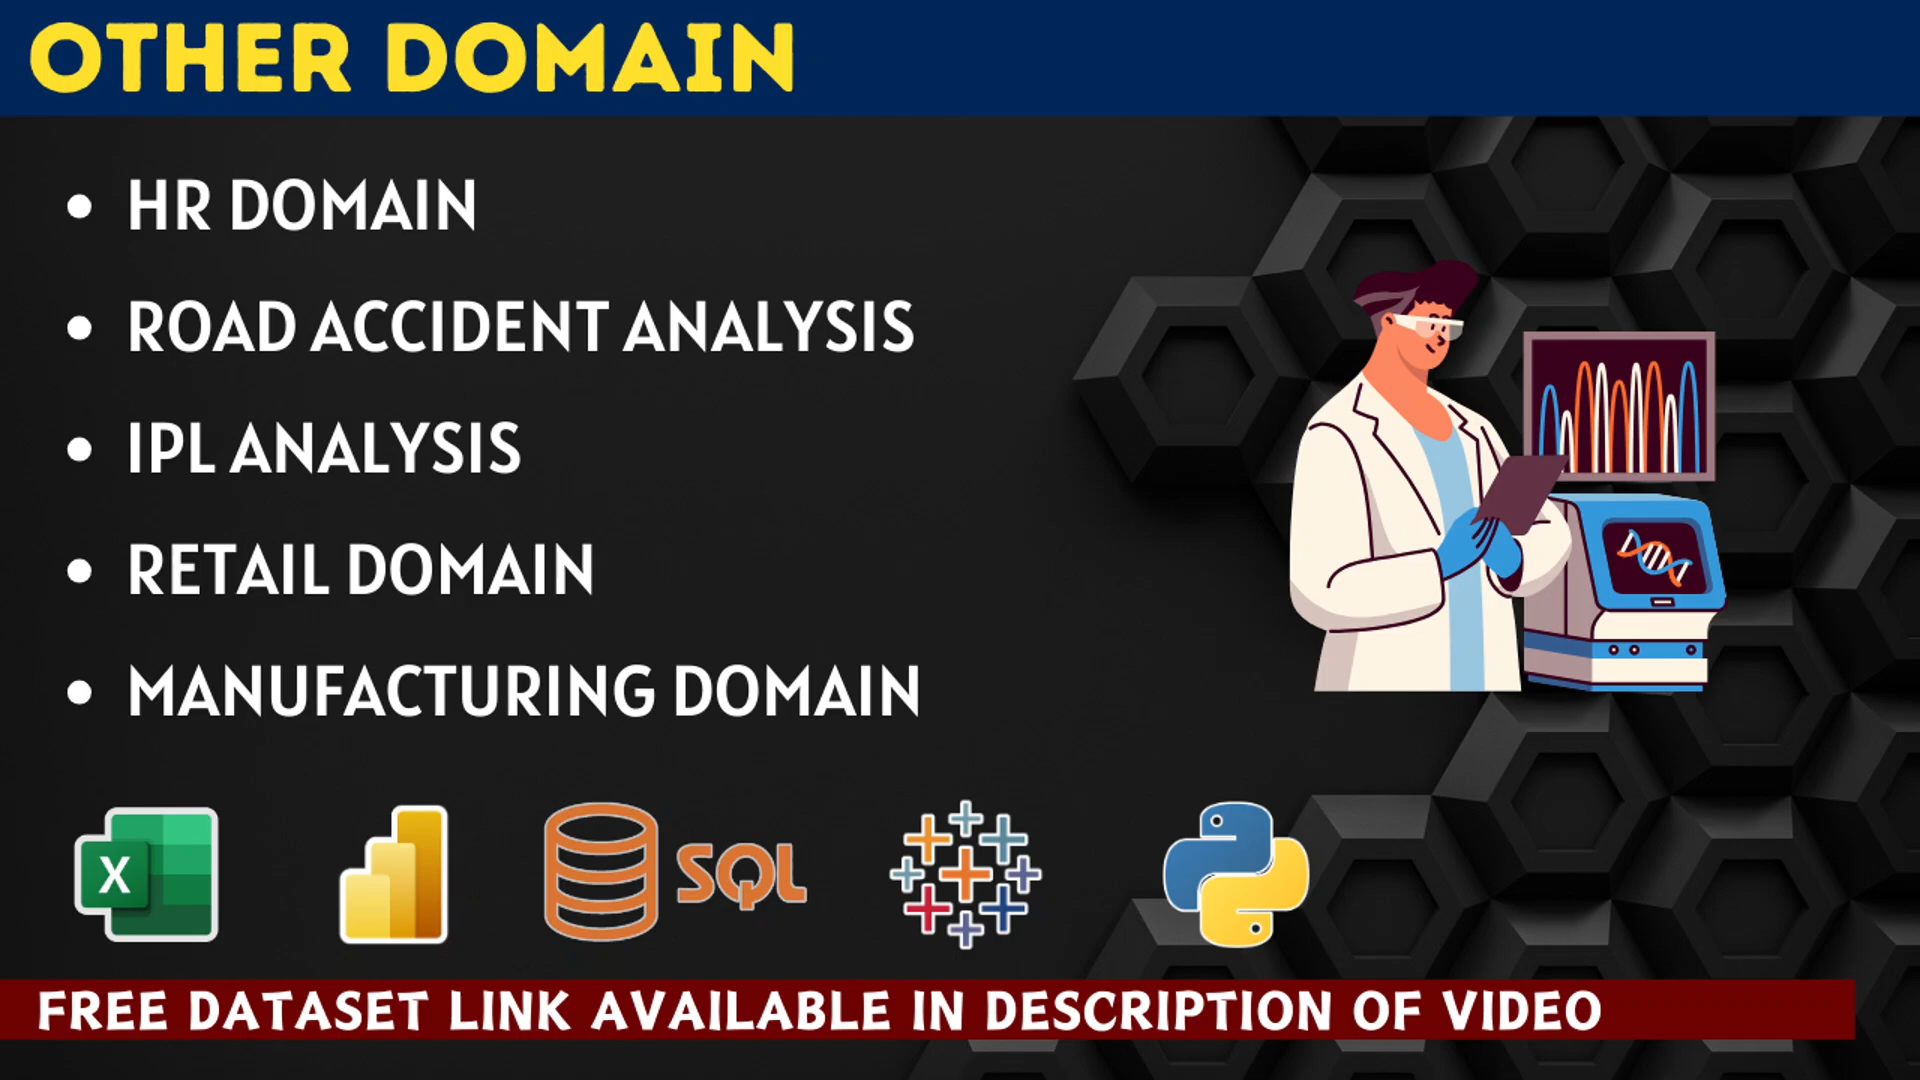 OTHER DOMAIN
• HR DOMAIN
• ROAD ACCIDENT ANALYSIS
• IPL ANALYSIS
• RETAIL DOMAIN
• MANUFACTURING DOMAIN
X
SQL
FREE DATASET LINK AVAILABLE IN DESCRIPTION OF VIDEO